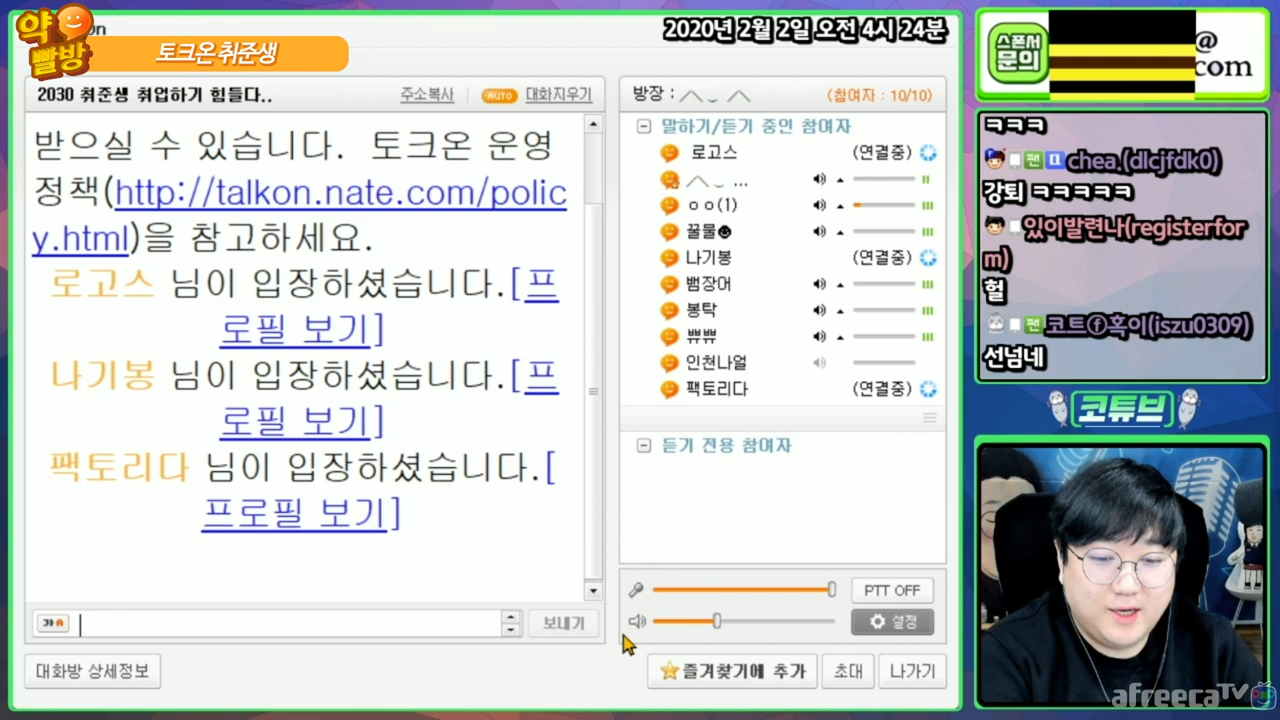 약빨방
on
토크온 취준생
2020년 2월 2일 오전 4시 24분
스폰서
문의
@
com
2030 취준생 취업하기 힘들다..
주소복사
AUTO
대화지우기
받으실 수 있습니다. 토크온 운영
정책(http://talkon.nate.com/polic
y.html)을 참고하세요.
로고스 님이 입장하셨습니다.[프
로필 보기]
나기봉 님이 입장하셨습니다.[프
로필 보기]
팩토리다 님이 입장하셨습니다.[
프로필 보기]
가
보내기
대화방 상세정보
방장 : ㅅ_ㅅ
(참여자 : 10/10)
말하기/듣기 중인 참여자
로고스 (연결중)
ㅅ_ ...
ㅇㅇ(1)
꿀물☻
나기봉 (연결중)
뱀장어
봉탁
쀼쀼
인천나얼
팩토리다 (연결중)
듣기 전용 참여자
PTT OFF
설정
즐겨찾기에 추가
초대
나가기
ㅋㅋㅋ
팬 chea.(dlcjfdk0)
강퇴 ㅋㅋㅋㅋㅋ
있이발련나(registerfor
m)
헐
팬 코트ⓕ혹이(iszu0309)
선넘네
코튜브
afreecaTV